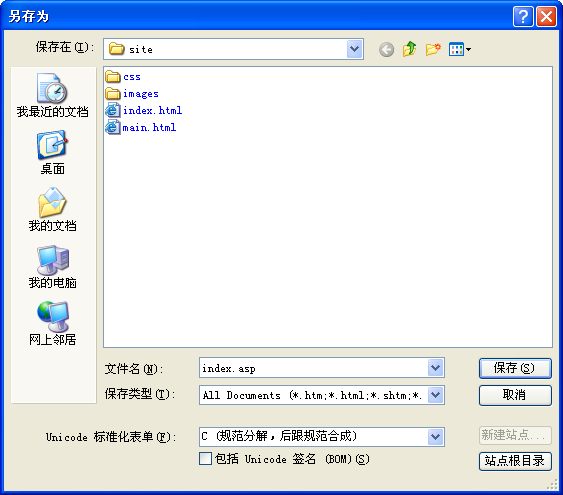 另存为
保存在(I):
site
css
images
index.html
main.html
我最近的文档
桌面
我的文档
我的电脑
网上邻居
文件名(N):
index.asp
保存(S)
保存类型(T):
All Documents (*.htm;*.html;*.shtm;*.
取消
Unicode 标准化表单(F):
C (规范分解，后跟规范合成)
新建站点...
包括 Unicode 签名 (BOM)(S)
站点根目录